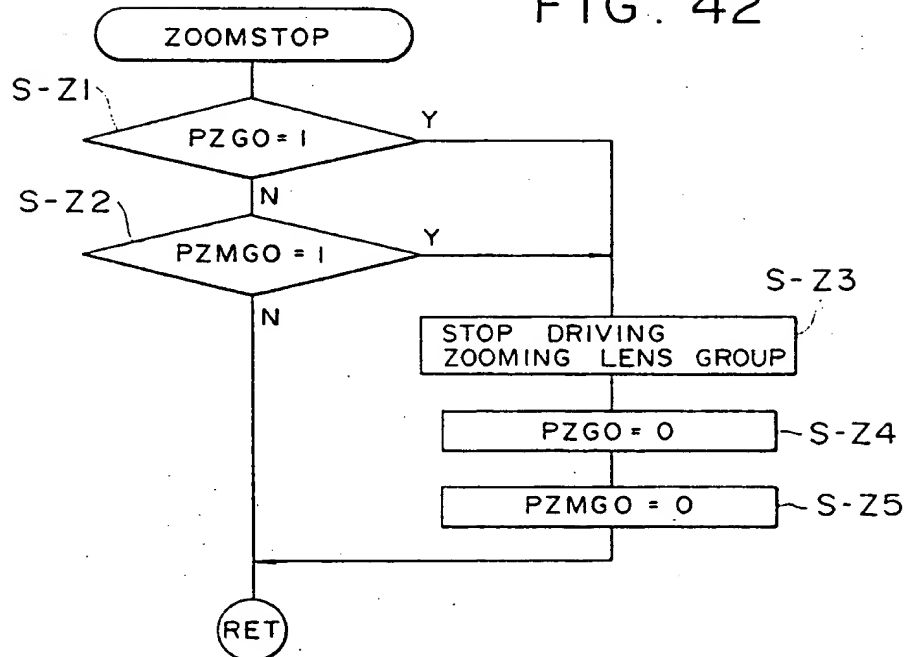 FIG. 42
ZOOMSTOP
S-Z1
PZGO = 1
Y
N
S-Z2
PZMGO = 1
Y
N
S-Z3
STOP DRIVING
ZOOMING LENS GROUP
PZGO = 0
S-Z4
PZMGO = 0
S-Z5
RET